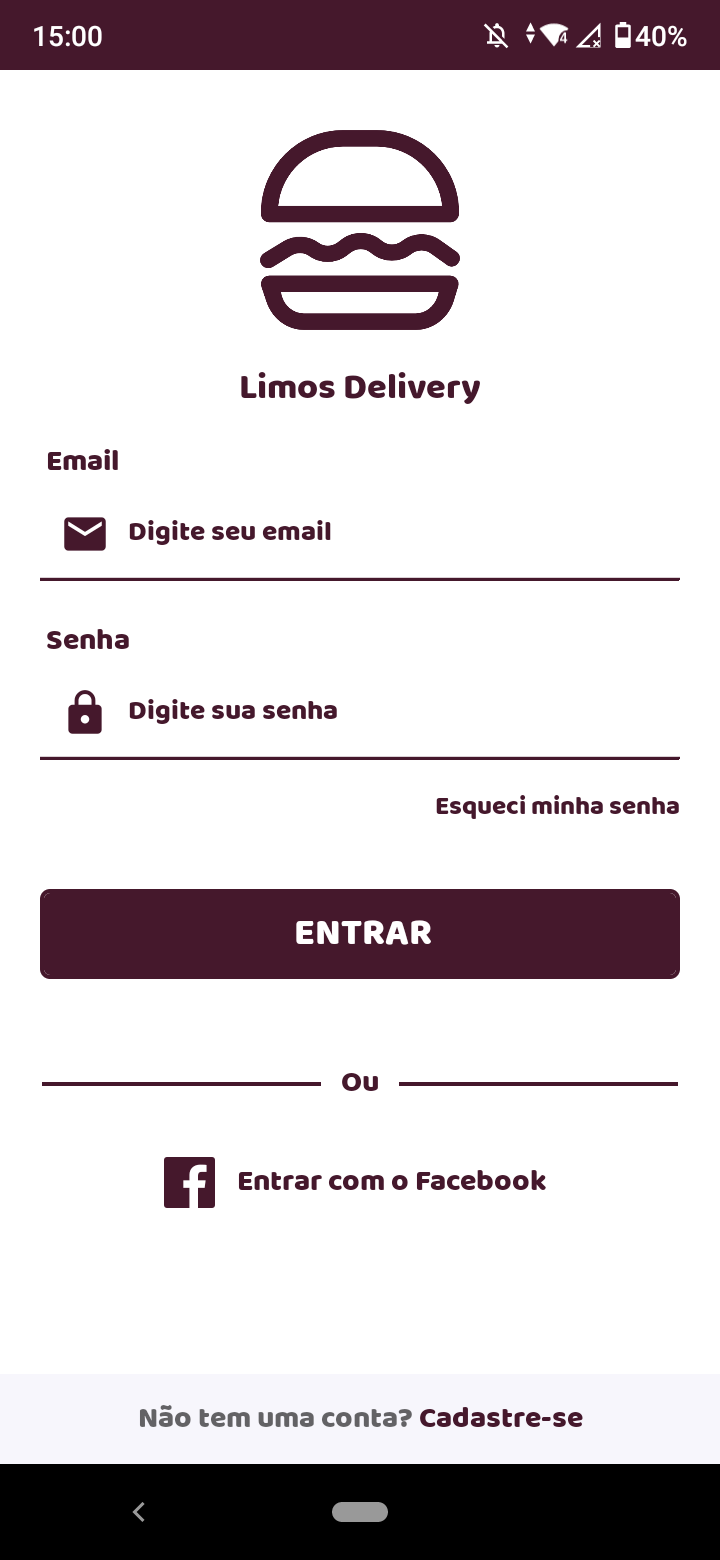 15:00 4 40%
Limos Delivery
Email
Digite seu email
Senha
Digite sua senha
Esqueci minha senha
ENTRAR
Ou
Entrar com o Facebook
Não tem uma conta? Cadastre-se